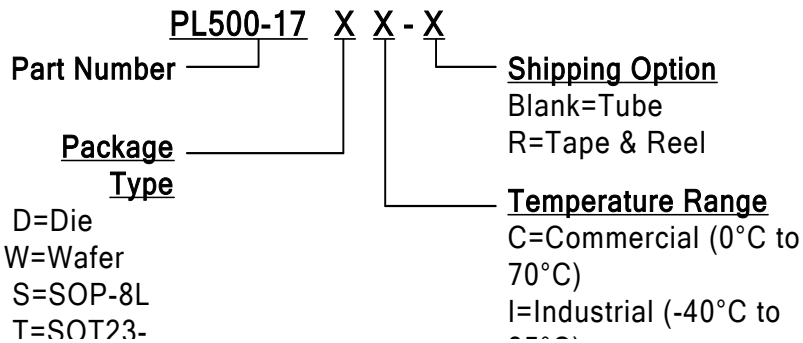 PL500-17 X X - X
Part Number
Package
Type
D=Die
W=Wafer
S=SOP-8L
T=SOT23-
Shipping Option
Blank=Tube
R=Tape & Reel
Temperature Range
C=Commercial (0°C to
70°C)
I=Industrial (-40°C to